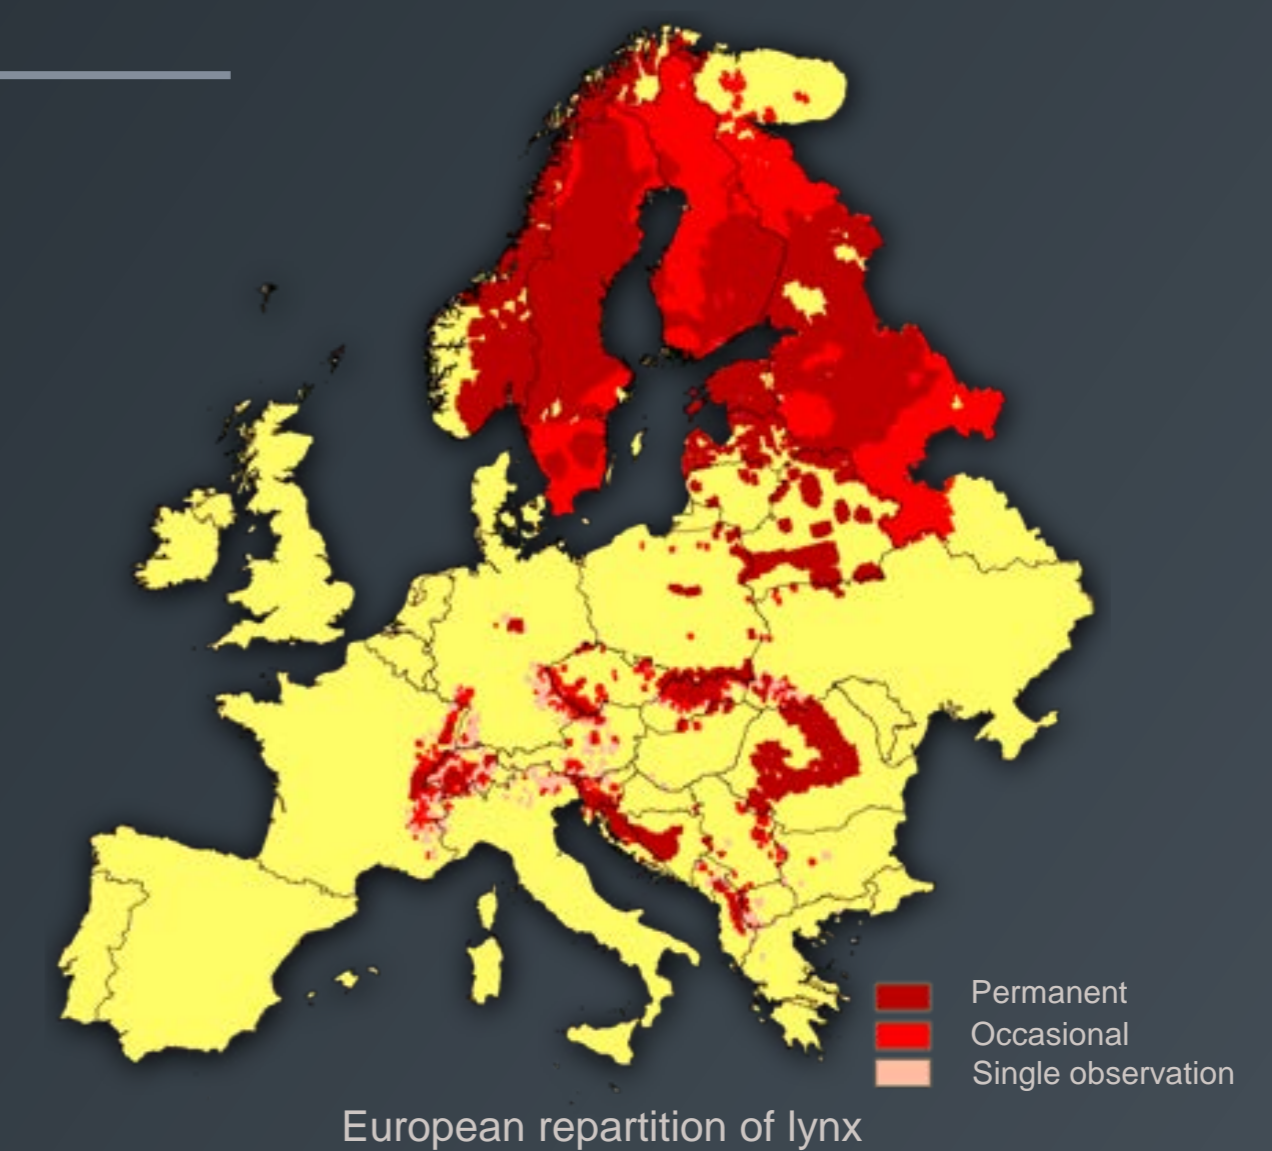 Permanent
Occasional
Single observation
European repartition of lynx